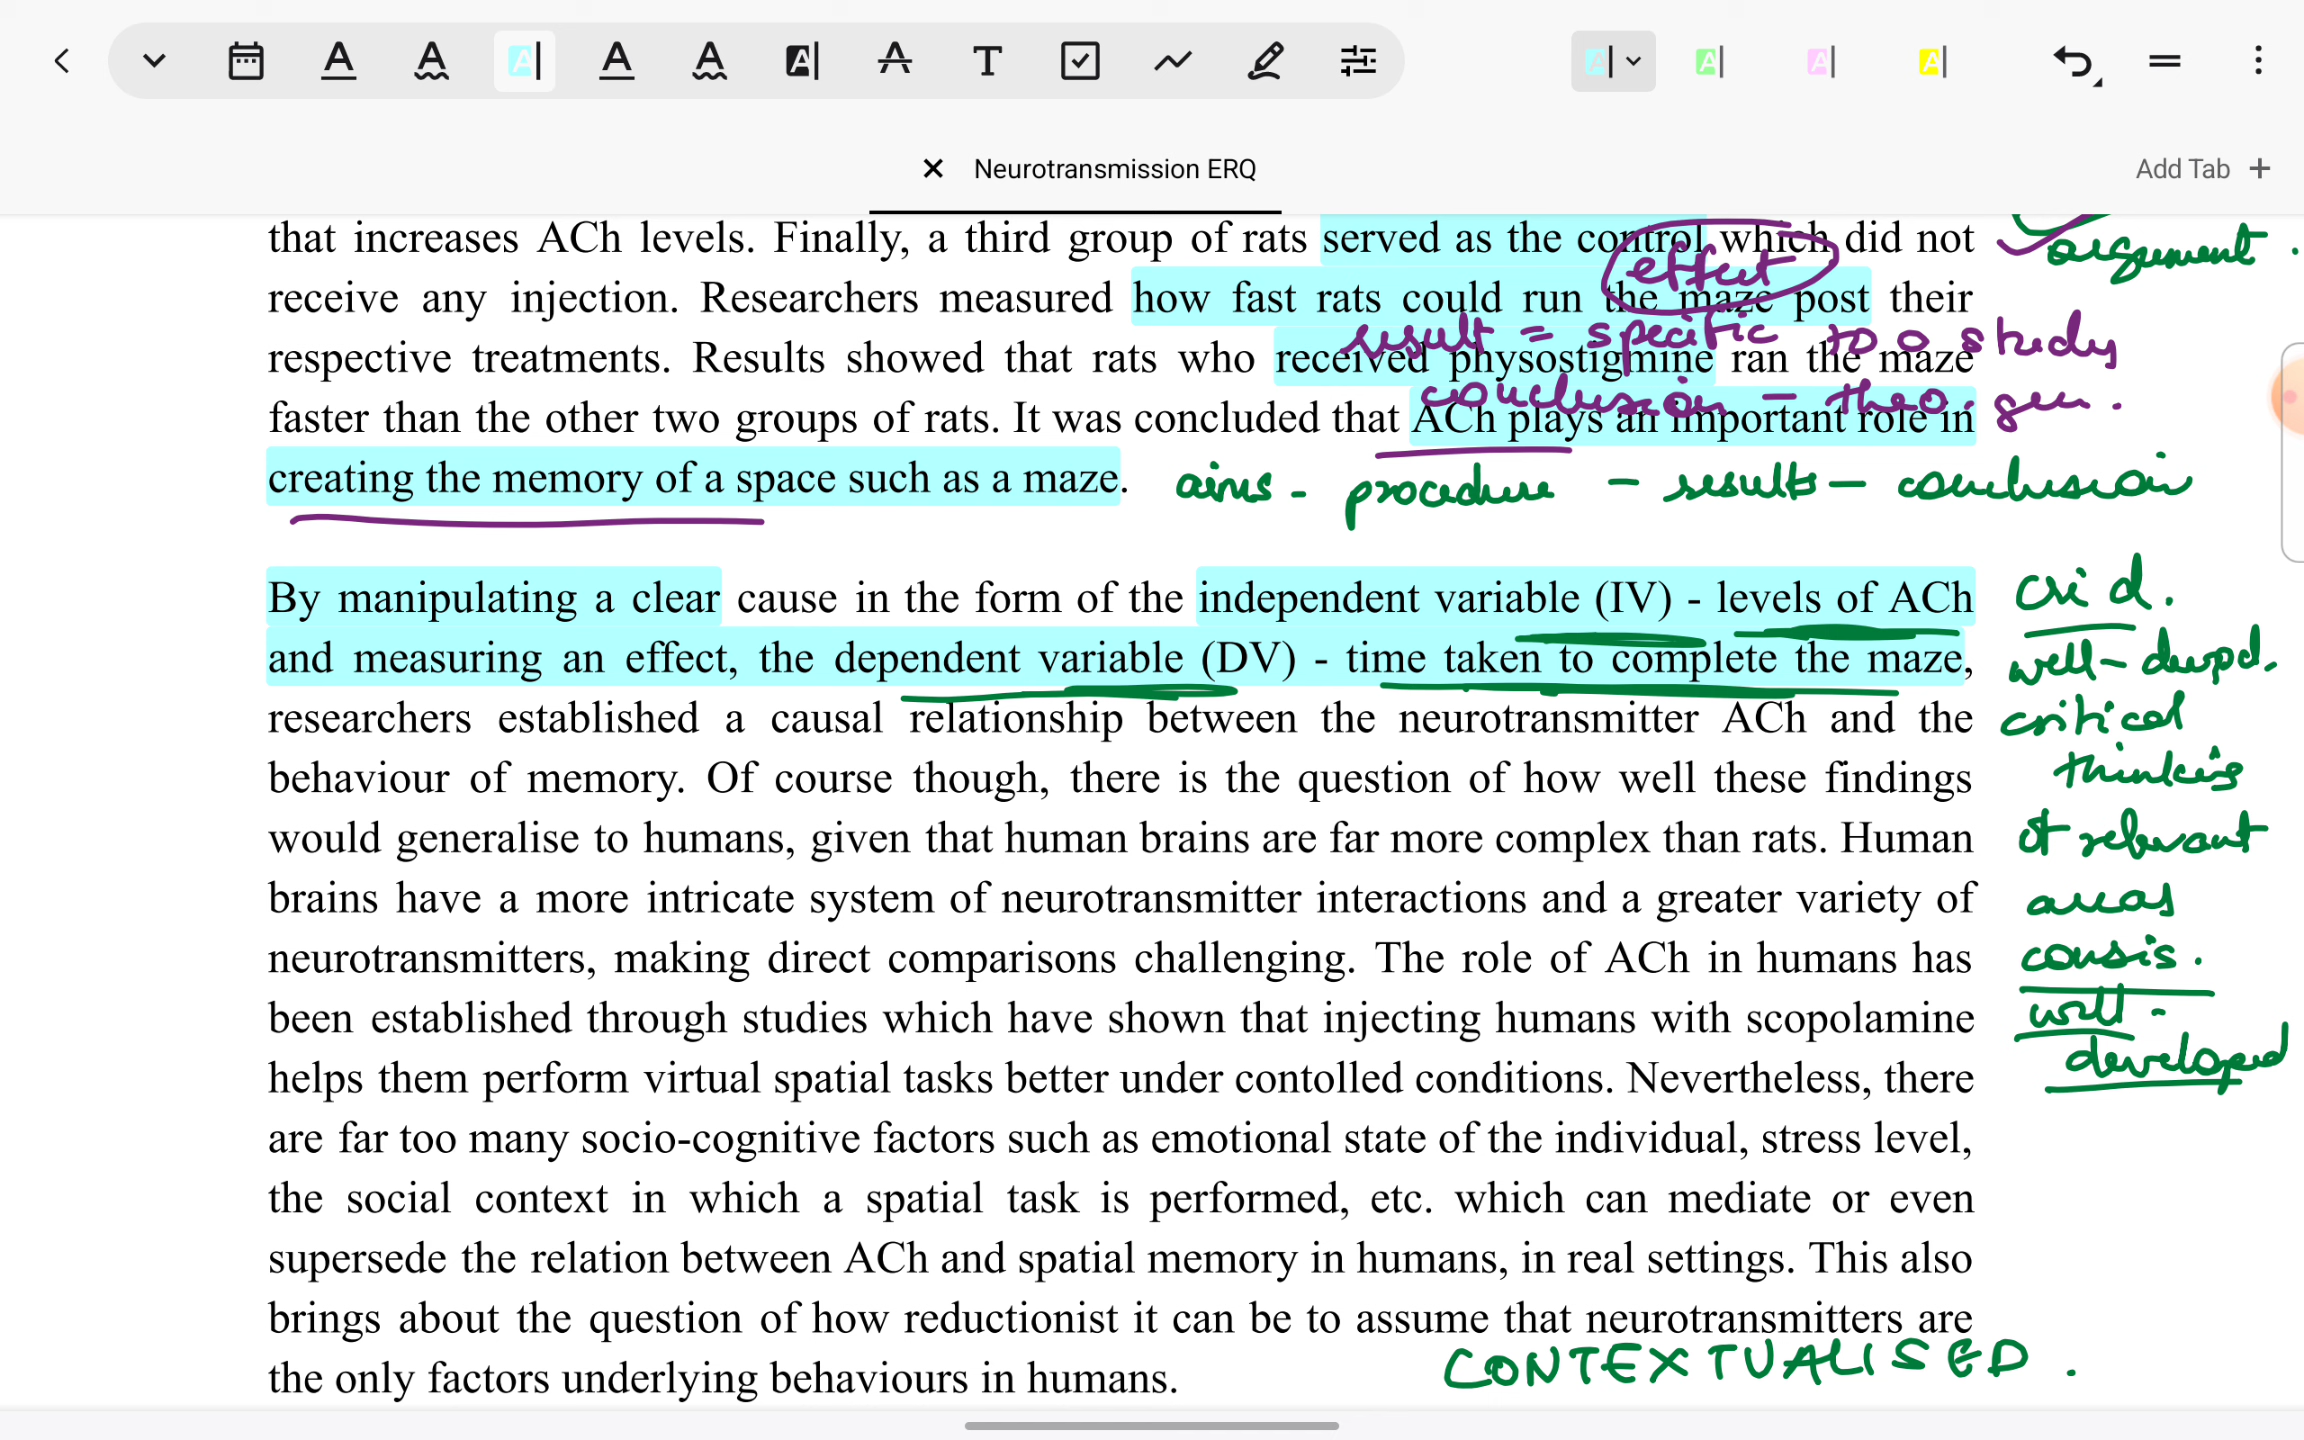 Neurotransmission ERQ
Add Tab +
that increases ACh levels. Finally, a third group of rats served as the control which did not
argument.
effect
receive any injection. Researchers measured how fast rats could run the maze post their
result = specific to a study
respective treatments. Results showed that rats who received physostigmine ran the maze
conclusion - theo. gen.
faster than the other two groups of rats. It was concluded that ACh plays an important role in
creating the memory of a space such as a maze.
aims - procedure - results - conclusion
By manipulating a clear cause in the form of the independent variable (IV) - levels of ACh
cri d.
and measuring an effect, the dependent variable (DV) - time taken to complete the maze,
well-
researchers established a causal relationship between the neurotransmitter ACh and the
critical
behaviour of memory. Of course though, there is the question of how well these findings
thinking
would generalise to humans, given that human brains are far more complex than rats. Human
of relevant
brains have a more intricate system of neurotransmitter interactions and a greater variety of
areas
neurotransmitters, making direct comparisons challenging. The role of ACh in humans has
consis.
been established through studies which have shown that injecting humans with scopolamine
well-
helps them perform virtual spatial tasks better under contolled conditions. Nevertheless, there
developed
are far too many socio-cognitive factors such as emotional state of the individual, stress level,
the social context in which a spatial task is performed, etc. which can mediate or even
supersede the relation between ACh and spatial memory in humans, in real settings. This also
brings about the question of how reductionist it can be to assume that neurotransmitters are
the only factors underlying behaviours in humans.
CONTEXTUALISED.